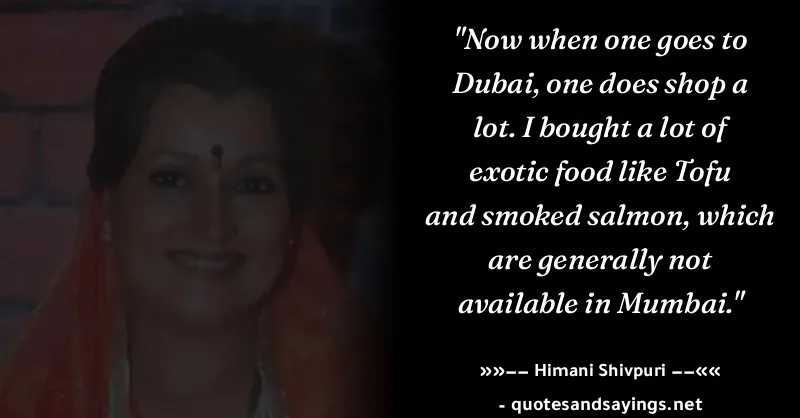 "Now when one goes to
Dubai, one does shop a
lot. I bought a lot of
exotic food like Tofu
and smoked salmon, which
are generally not
available in Mumbai."
»»–– Himani Shivpuri ––««
- quotesandsayings.net